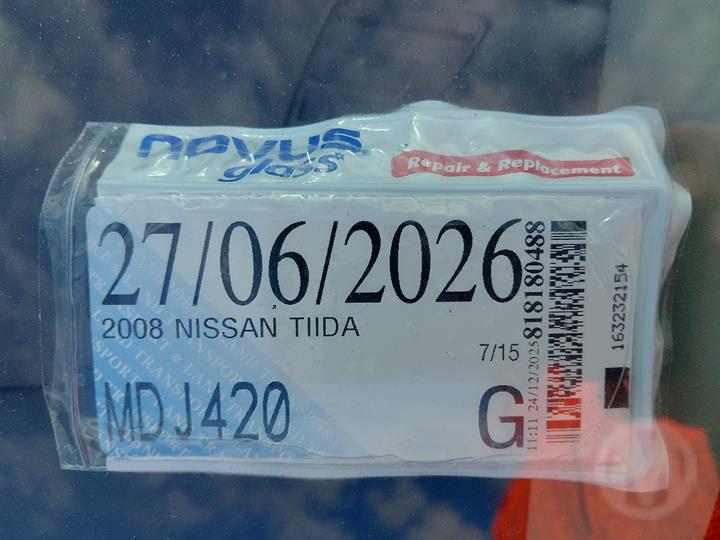 novus
glass
Repair & Replacement
27/06/2026
2008 NISSAN TIIDA
7/15
MDJ420
G
11:11 24/12/2025
818180488
163232154